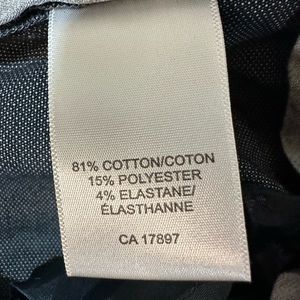 81% COTTON/COTON
15% POLYESTER
4% ELASTANE/
ÉLASTHANNE
CA 17897